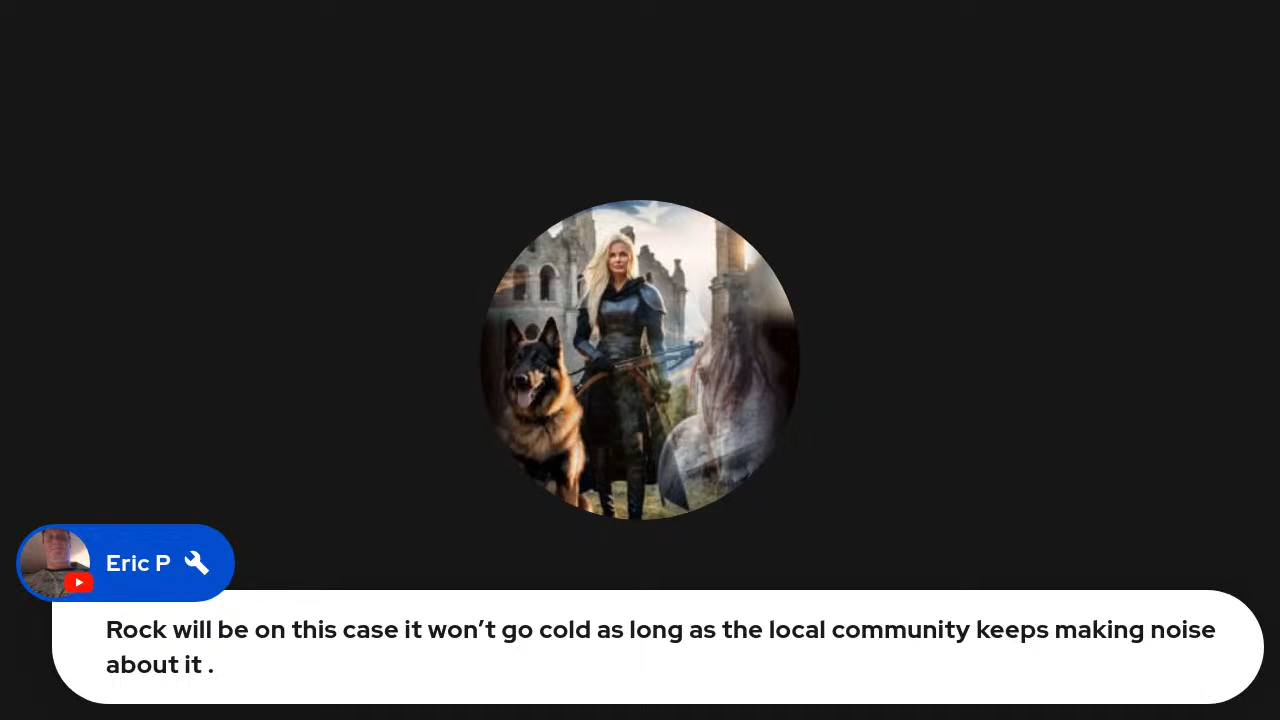 Eric P
Rock will be on this case it won’t go cold as long as the local community keeps making noise
about it .